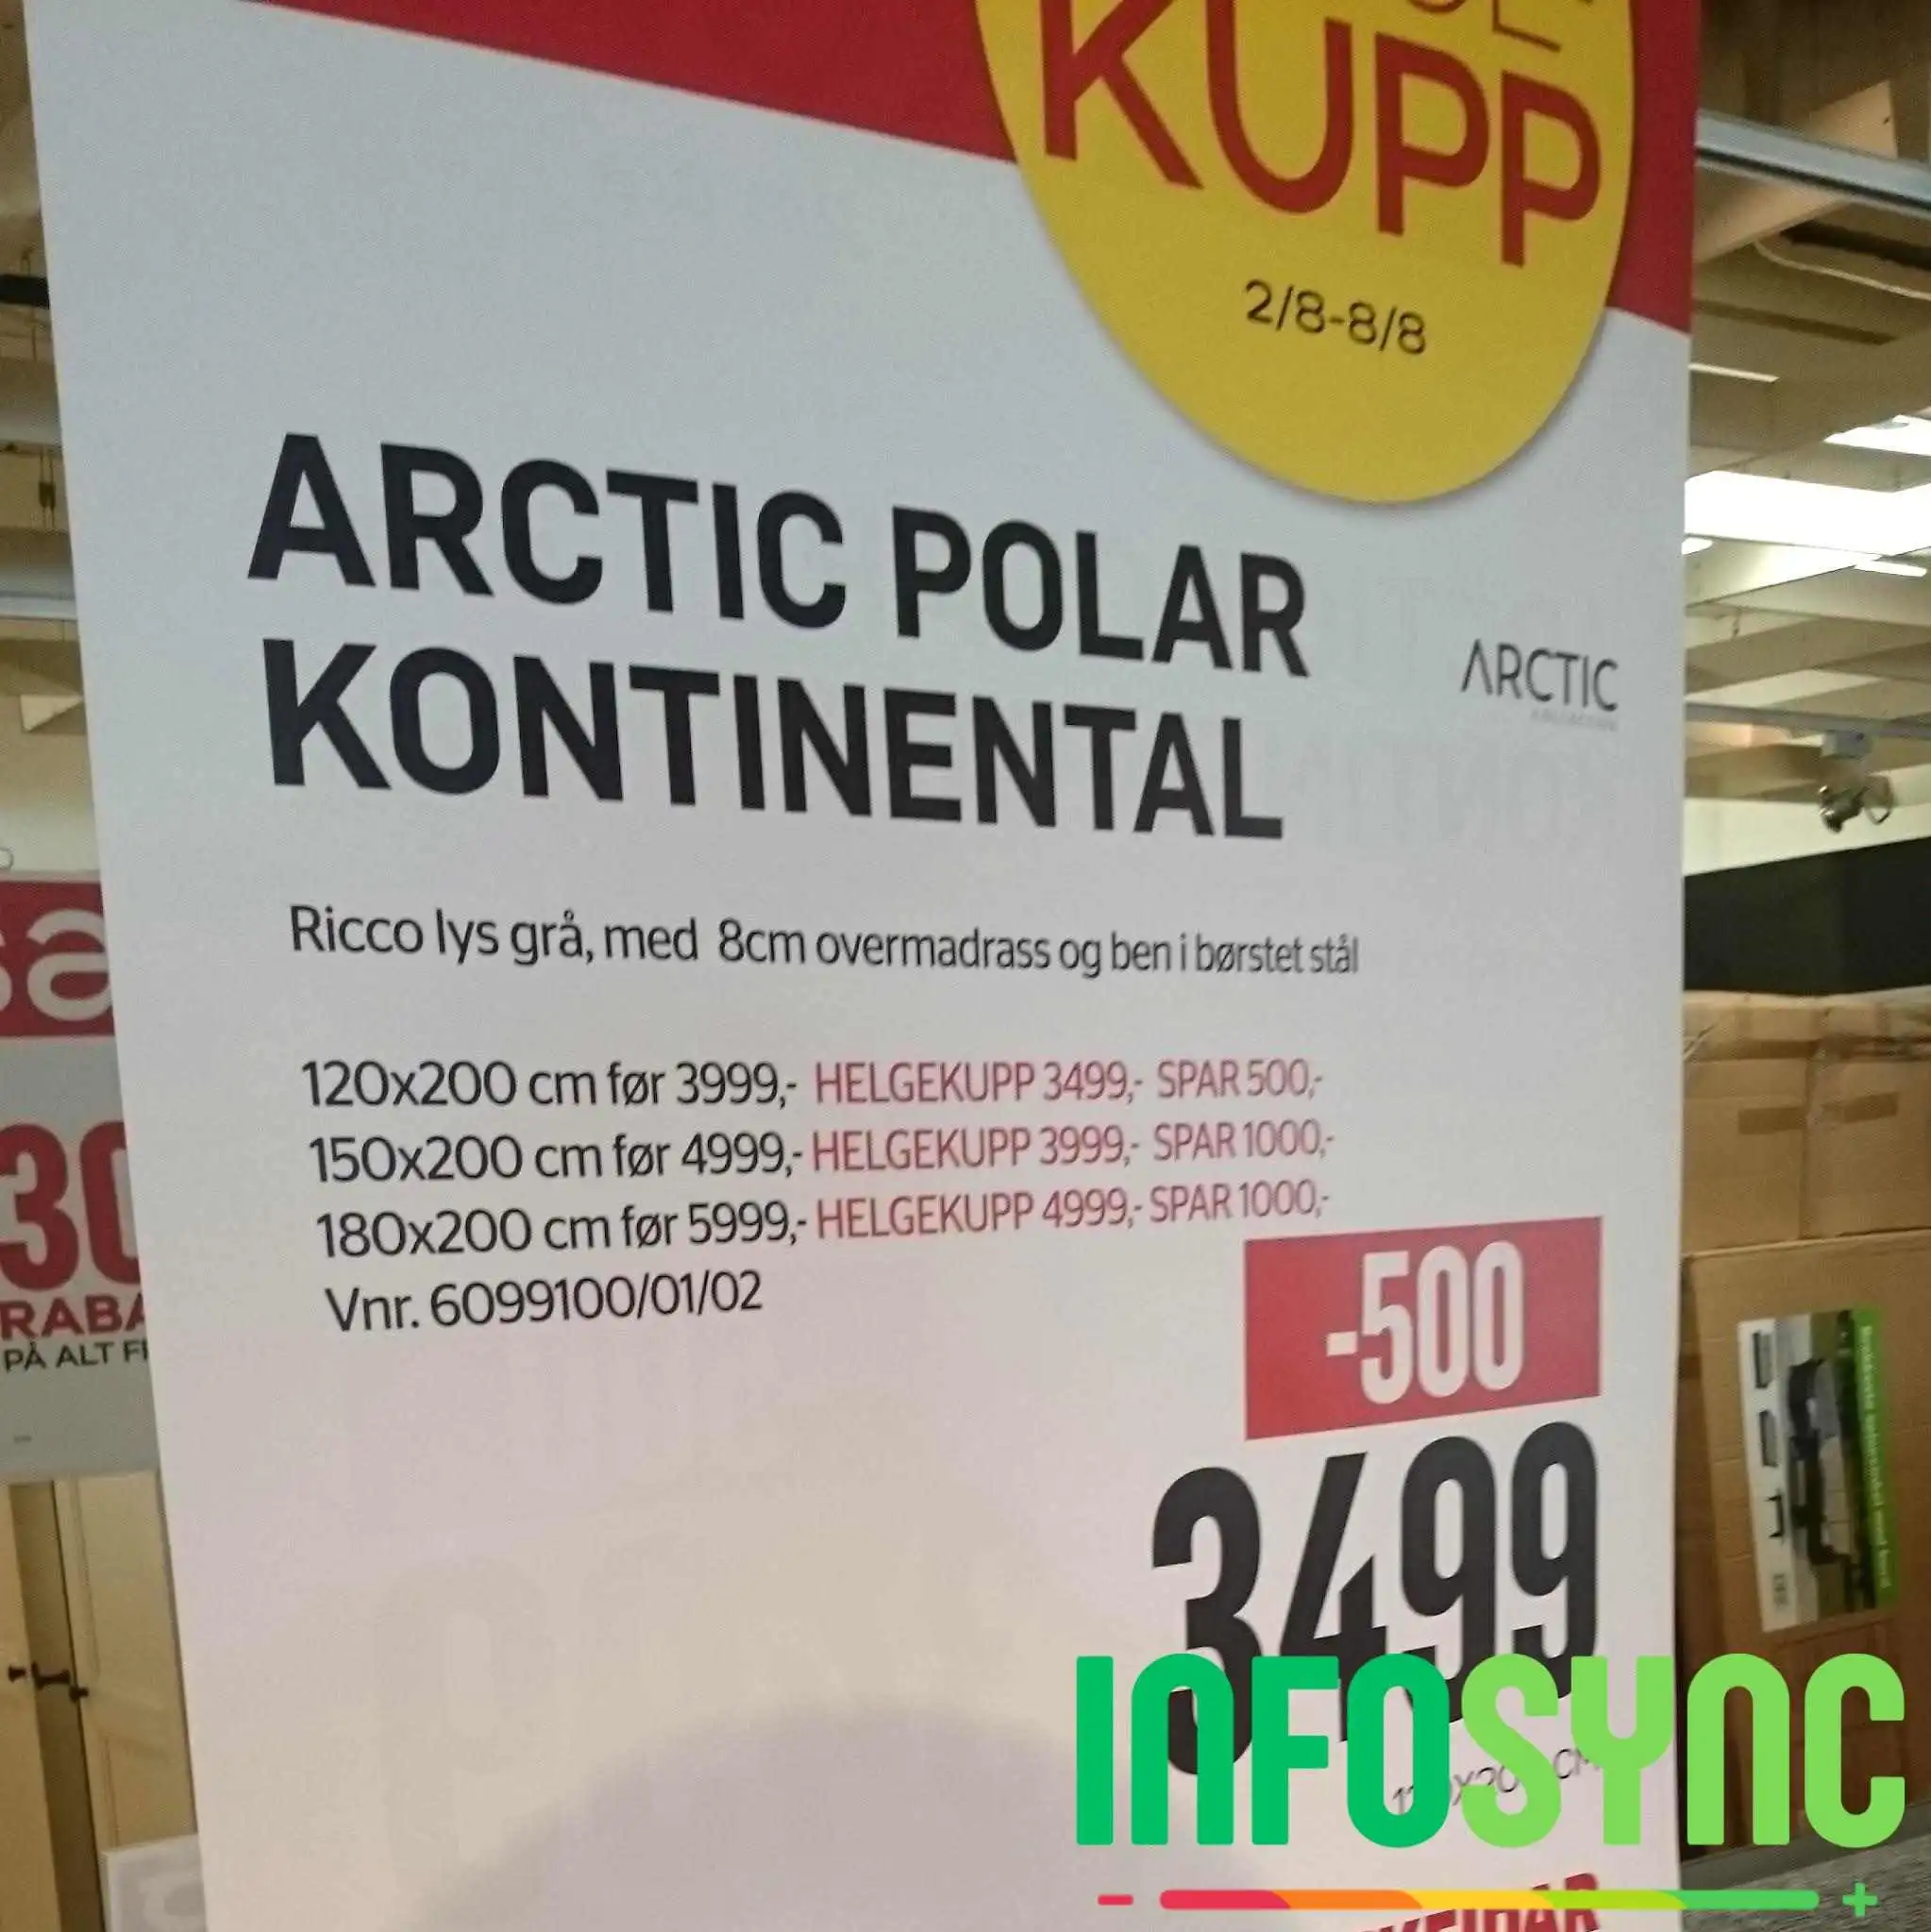 KUPP
2/8-8/8
ARCTIC POLAR
KONTINENTAL
ARCTIC
Ricco lys grå, med 8cm overmadrass og ben i børstet stål
120x200 cm før 3999,- HELGEKUPP 3499,- SPAR 500,-
150x200 cm før 4999,- HELGEKUPP 3999,- SPAR 1000,-
180x200 cm før 5999,- HELGEKUPP 4999,- SPAR 1000,-
Vnr. 6099100/01/02
-500
3499
30
PÅ ALT
INFOSYNC